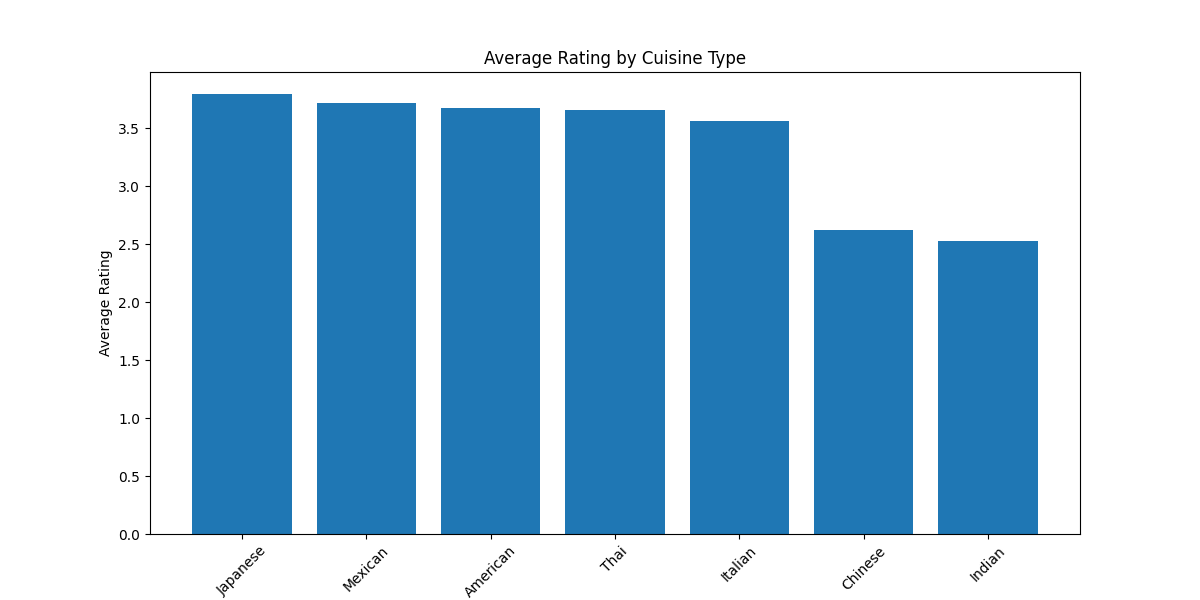 Average Rating by Cuisine Type
Average Rating
3.5
3.0
2.5
2.0
1.5
1.0
0.5
0.0
Japanese
Mexican
American
Thai
Italian
Chinese
Indian